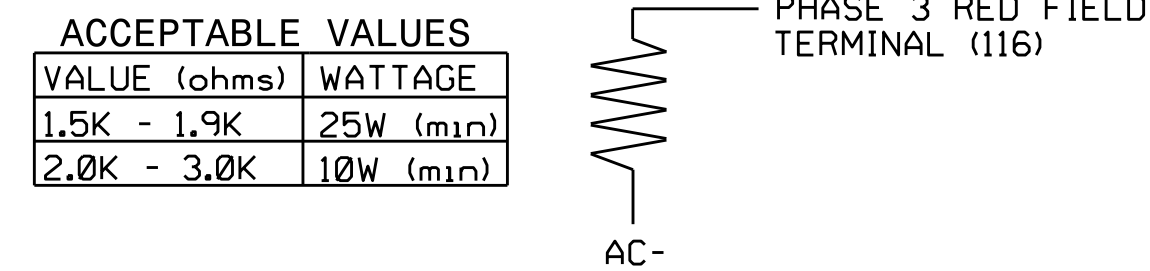 ACCEPTABLE VALUES
VALUE (ohms) WATTAGE
1.5K - 1.9K 25W (min)
2.0K - 3.0K 10W (min)
PHASE 3 RED FIELD
TERMINAL (116)
AC-